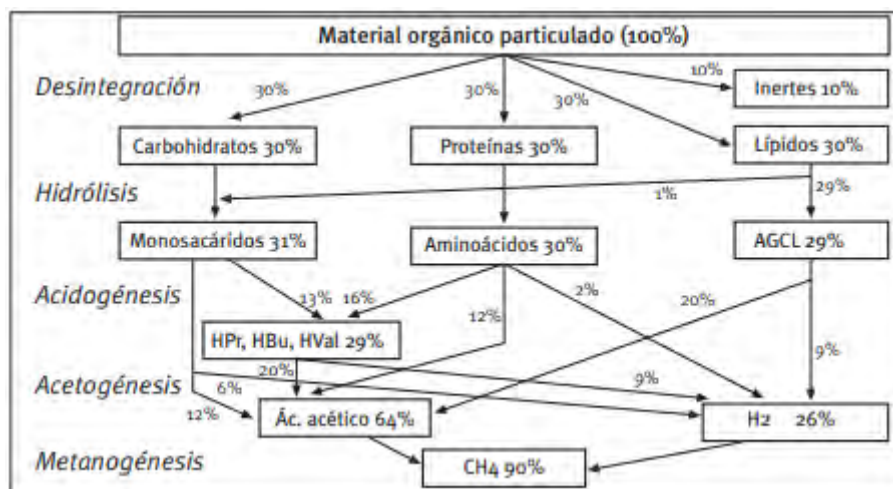 Material orgánico particulado (100%)
Desintegración
30%
30%
30%
10%
Inertes 10%
Carbohidratos 30%
Proteínas 30%
Lípidos 30%
Hidrólisis
1%
29%
Monosacáridos 31%
Aminoácidos 30%
AGCL 29%
Acidogénesis
13%
16%
12%
2%
20%
9%
HPr, HBu, HVal 29%
Acetogénesis
20%
9%
6%
12%
Ác. acético 64%
H2 26%
Metanogénesis
CH4 90%